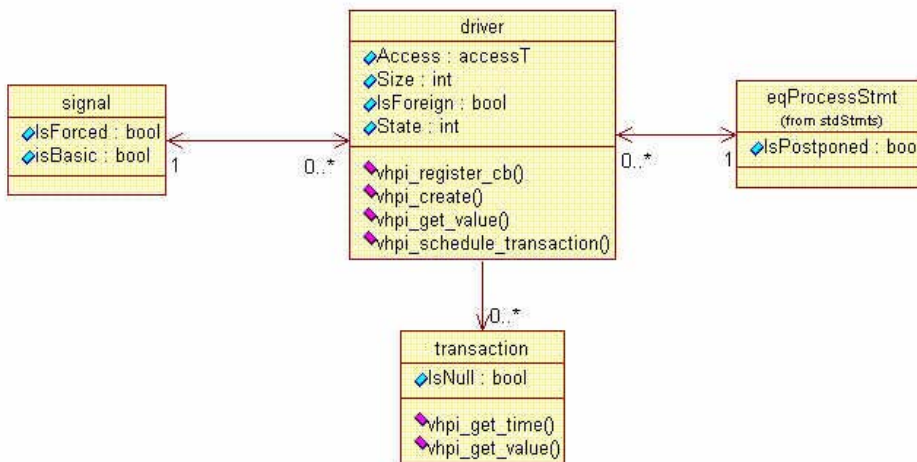 driver
Access : accessT
Size : int
IsForeign : bool
State : int
vhpi_register_cb()
vhpi_create()
vhpi_get_value()
vhpi_schedule_transaction()
signal
IsForced : bool
isBasic : bool
1
0..*
eqProcessStmt
(from stdStmts)
IsPostponed : boo
0..*
1
0..*
transaction
IsNull : bool
vhpi_get_time()
vhpi_get_value()